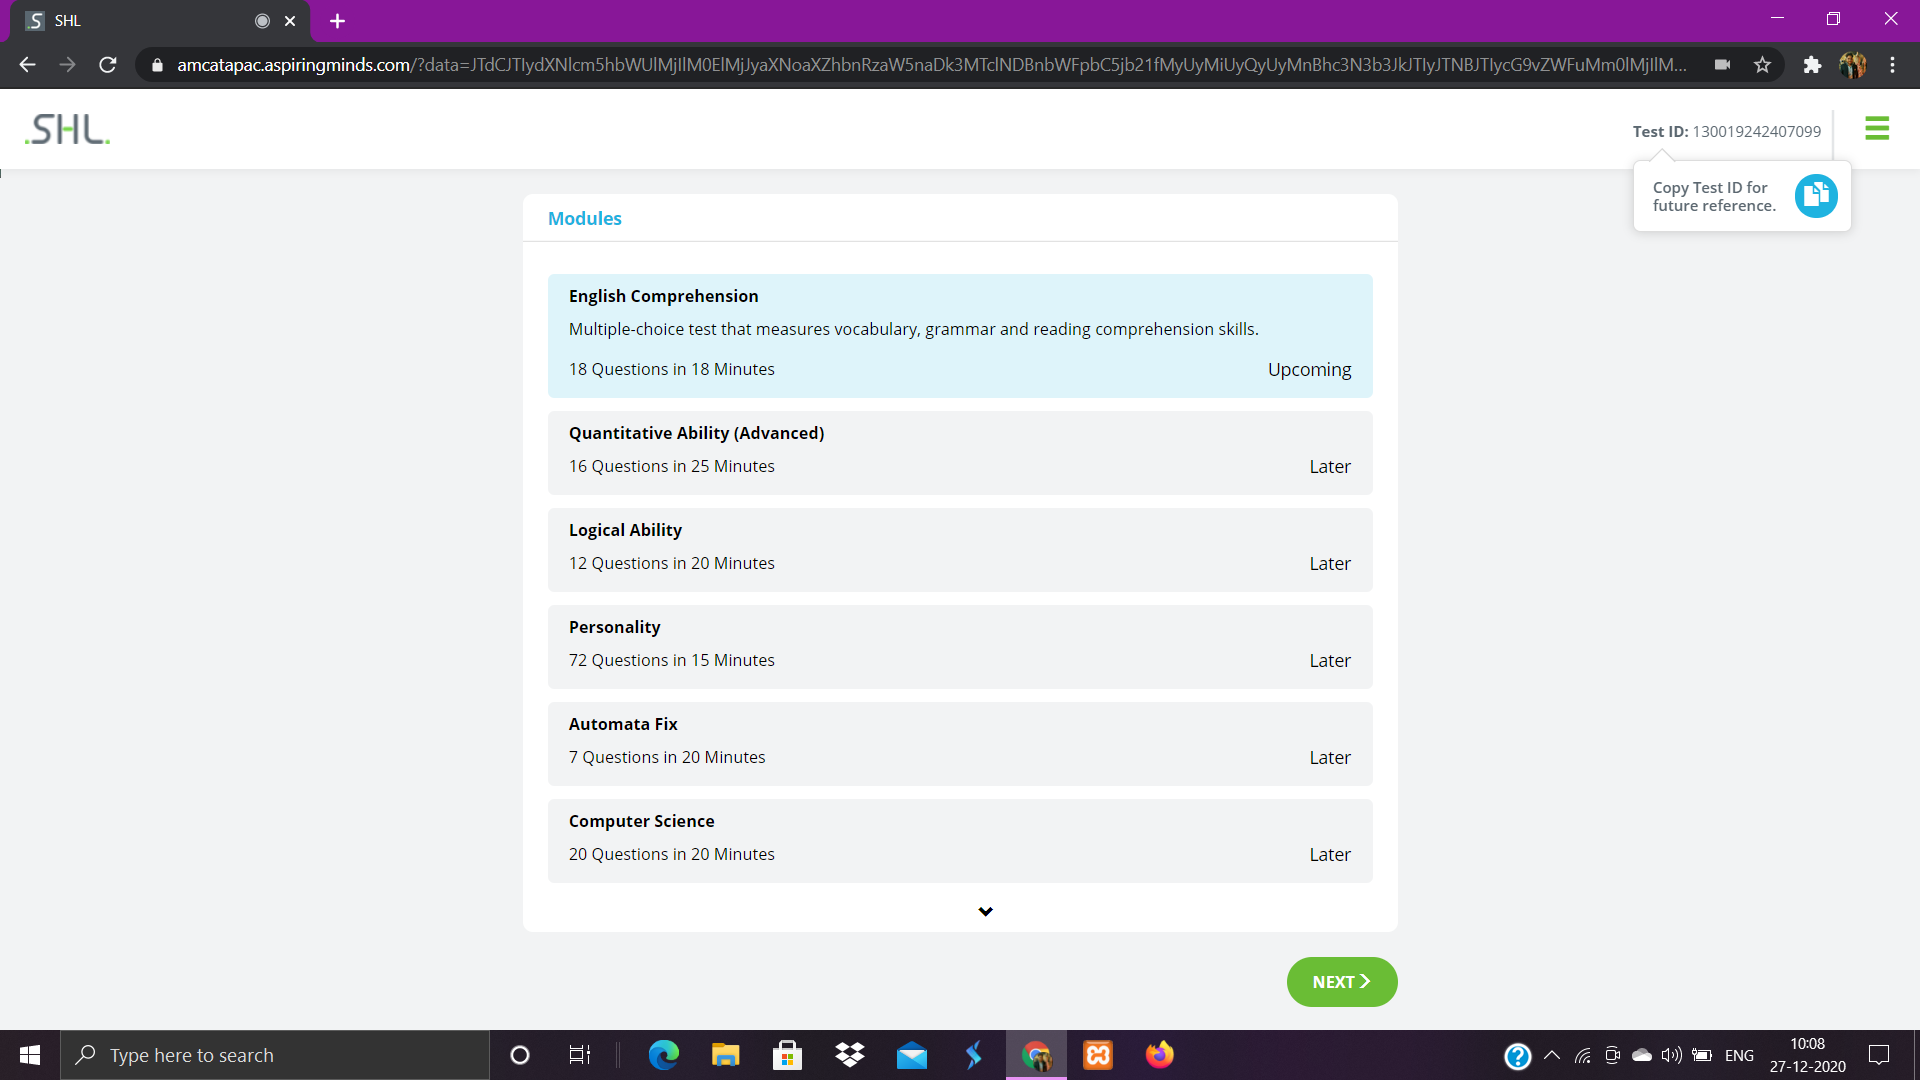 SHL
amcatapac.aspiringminds.com
.SHL.
Test ID: 130019242407099
Copy Test ID for
future reference.
Modules
English Comprehension
Multiple-choice test that measures vocabulary, grammar and reading comprehension skills.
18 Questions in 18 Minutes
Upcoming
Quantitative Ability (Advanced)
16 Questions in 25 Minutes
Later
Logical Ability
12 Questions in 20 Minutes
Later
Personality
72 Questions in 15 Minutes
Later
Automata Fix
7 Questions in 20 Minutes
Later
Computer Science
20 Questions in 20 Minutes
Later
NEXT
Type here to search
ENG
10:08
27-12-2020